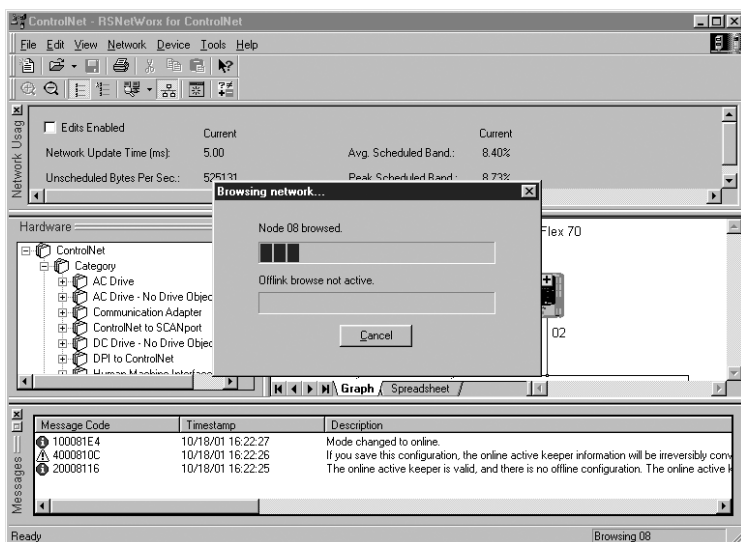 ControlNet - RSNetWorx for ControlNet
File Edit View Network Device Tools Help
Network Usag
Edits Enabled
Current Current
Network Update Time (ms): 5.00 Avg. Scheduled Band.: 8.40%
Unscheduled Bytes Per Sec.: 525131 Peak Scheduled Band.: 8.73%
Browsing network...
Node 08 browsed.
Offlink browse not active.
Cancel
Hardware
ControlNet
Category
AC Drive
AC Drive - No Drive Objec
Communication Adapter
ControlNet to SCANport
DC Drive - No Drive Objec
DPI to ControlNet
Human Machine Interface
Flex 70
02
Graph Spreadsheet
Messages
Message Code Timestamp Description
100081E4 10/18/01 16:22:27 Mode changed to online.
4000810C 10/18/01 16:22:26 If you save this configuration, the online active keeper information will be irreversibly conv
20008116 10/18/01 16:22:25 The online active keeper is valid, and there is no offline configuration. The online active k
Ready Browsing 08